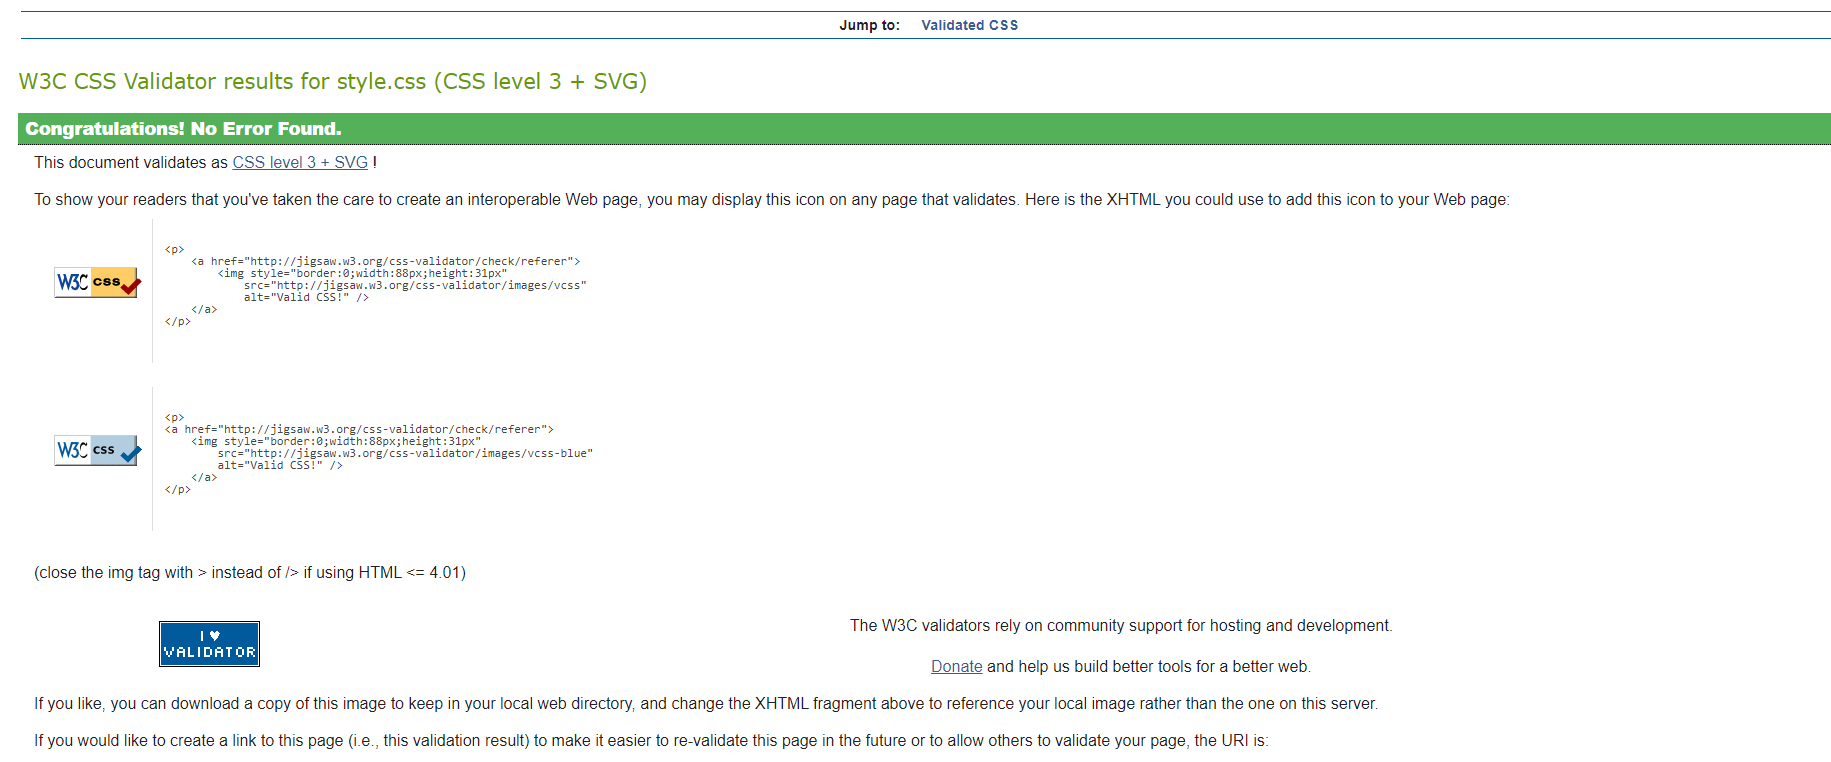 Jump to: Validated CSS
W3C CSS Validator results for style.css (CSS level 3 + SVG)
Congratulations! No Error Found.
This document validates as CSS level 3 + SVG !
To show your readers that you've taken the care to create an interoperable Web page, you may display this icon on any page that validates. Here is the XHTML you could use to add this icon to your Web page:
W3C css
<p>
<a href="http://jigsaw.w3.org/css-validator/check/referer">
<img style="border:0;width:88px;height:31px"
src="http://jigsaw.w3.org/css-validator/images/vcss"
alt="Valid CSS!" />
</a>
</p>
W3C css
<p>
<a href="http://jigsaw.w3.org/css-validator/check/referer">
<img style="border:0;width:88px;height:31px"
src="http://jigsaw.w3.org/css-validator/images/vcss-blue"
alt="Valid CSS!" />
</a>
</p>
(close the img tag with > instead of /> if using HTML <= 4.01)
I ♥
VALIDATOR
The W3C validators rely on community support for hosting and development.
Donate and help us build better tools for a better web.
If you like, you can download a copy of this image to keep in your local web directory, and change the XHTML fragment above to reference your local image rather than the one on this server.
If you would like to create a link to this page (i.e., this validation result) to make it easier to re-validate this page in the future or to allow others to validate your page, the URI is: